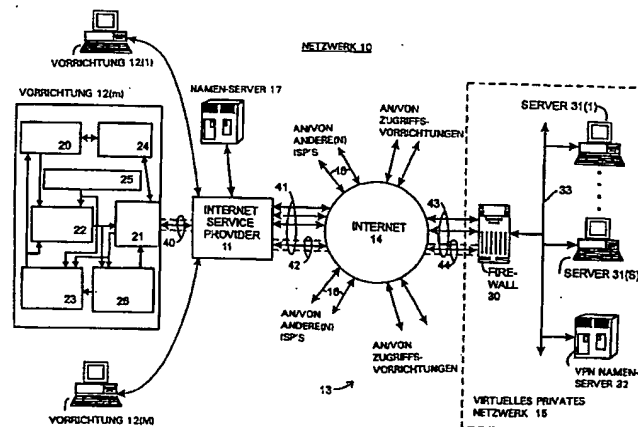 NETZWERK 10
VORRICHTUNG 12(1)
NAMEN-SERVER 17
VORRICHTUNG 12(m)
20
24
25
22
21
23
26
40
INTERNET
SERVICE
PROVIDER
11
41
42
AN/VON
ANDERE(N)
ISP'S
16
AN/VON
ZUGRIFFS-
VORRICHTUNGEN
INTERNET
14
AN/VON
ANDERE(N)
ISP'S
16
AN/VON
ZUGRIFFS-
VORRICHTUNGEN
13
43
44
FIRE-
WALL
30
33
SERVER 31(1)
SERVER 31(S)
VPN NAMEN-
SERVER 32
VIRTUELLES PRIVATES
NETZWERK 15
VORRICHTUNG 12(M)